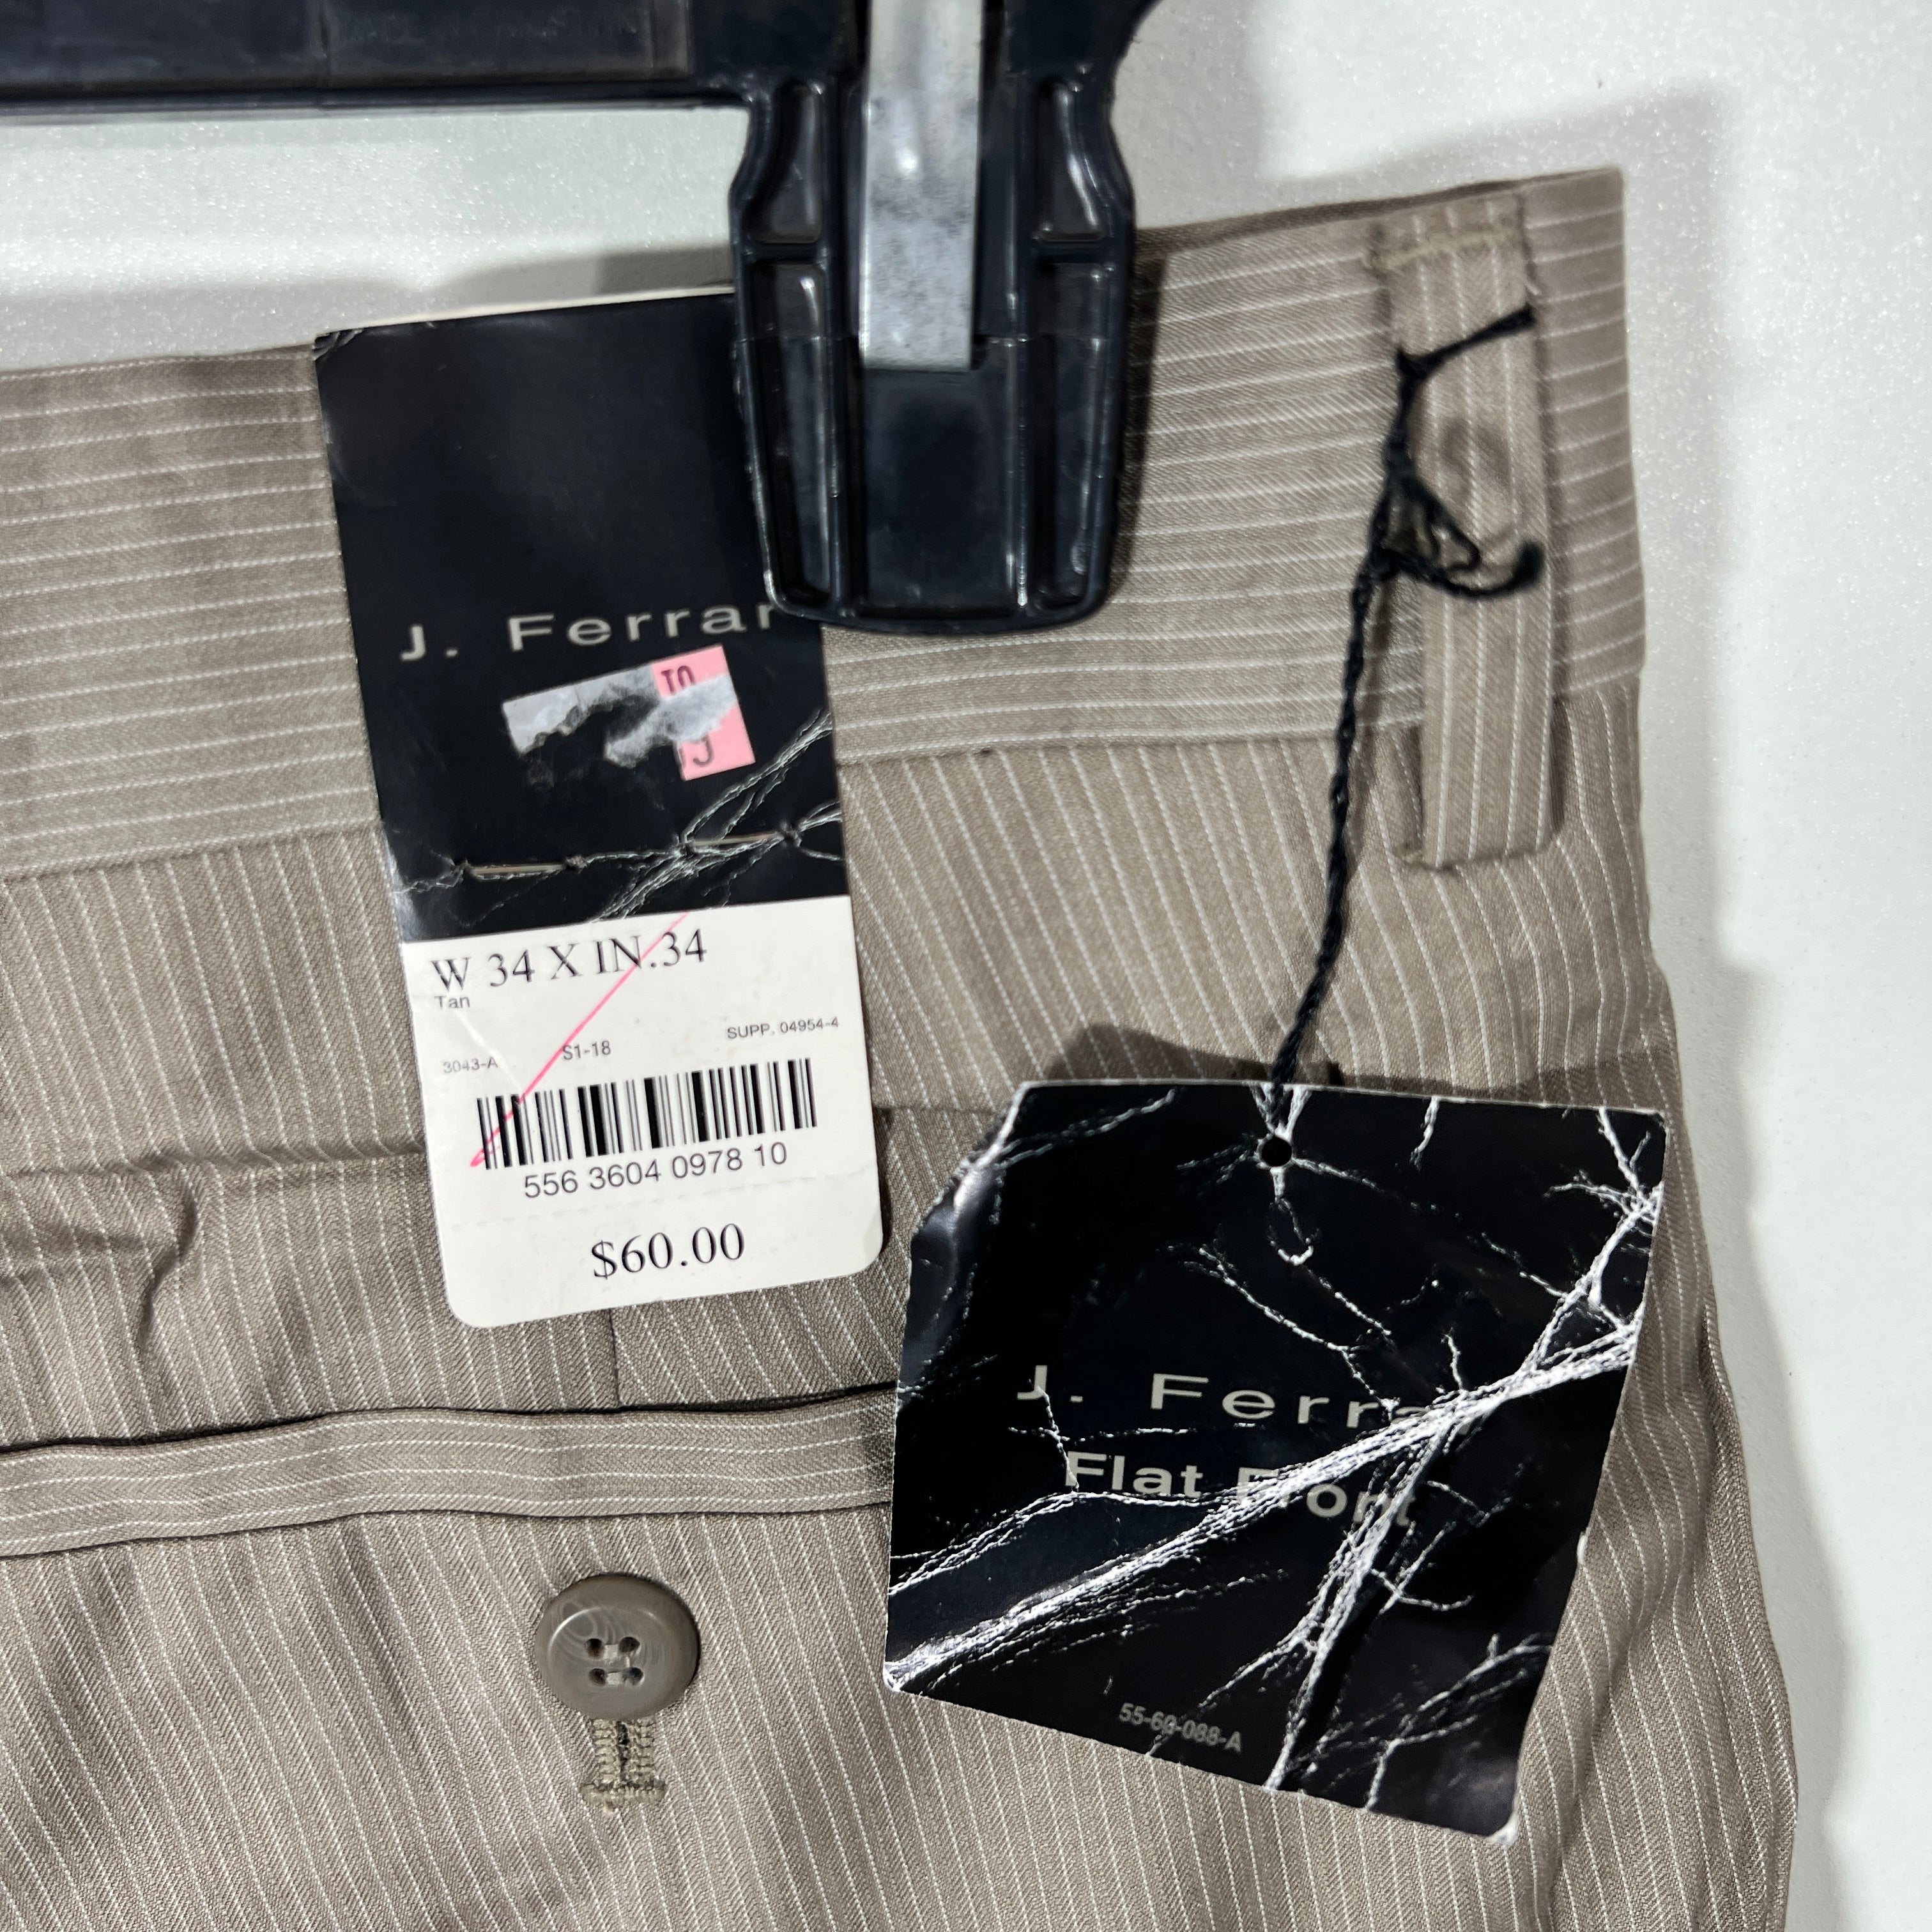 J. Ferrar
TO
W 34 X IN.34
Tan
SUPP. 04954-4
3043-A S1-18
556 3604 0978 10
$60.00
J. Ferrar
Flat Front
55-60-088-A